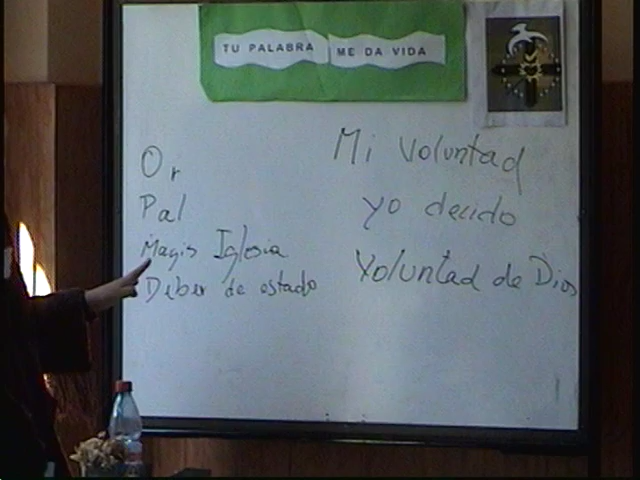 TU PALABRA ME DA VIDA
Mi Voluntad
Or
yo decido
Pal
Magis Iglesia
Voluntad de Dios
Deber de estado